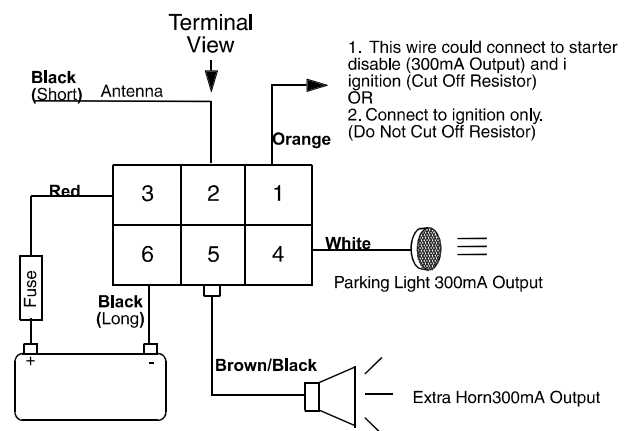 Terminal
View
1. This wire could connect to starter
disable (300mA Output) and i
ignition (Cut Off Resistor)
OR
2. Connect to ignition only.
(Do Not Cut Off Resistor)
Black
(Short)
Antenna
Orange
Red
3
2
1
6
5
4
White
Parking Light 300mA Output
Fuse
Black
(Long)
+
-
Brown/Black
Extra Horn300mA Output